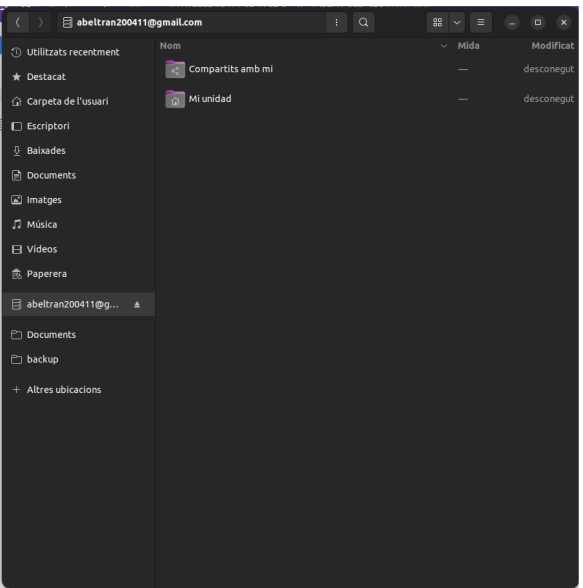 abeltran200411@gmail.com
Nom Mida Modificat
Utilitzats recentment
Destacat
Carpeta de l'usuari
Escriptori
Baixades
Documents
Imatges
Música
Vídeos
Paperera
abeltran200411@g...
Documents
backup
Altres ubicacions
Compartits amb mi — desconegut
Mi unidad — desconegut